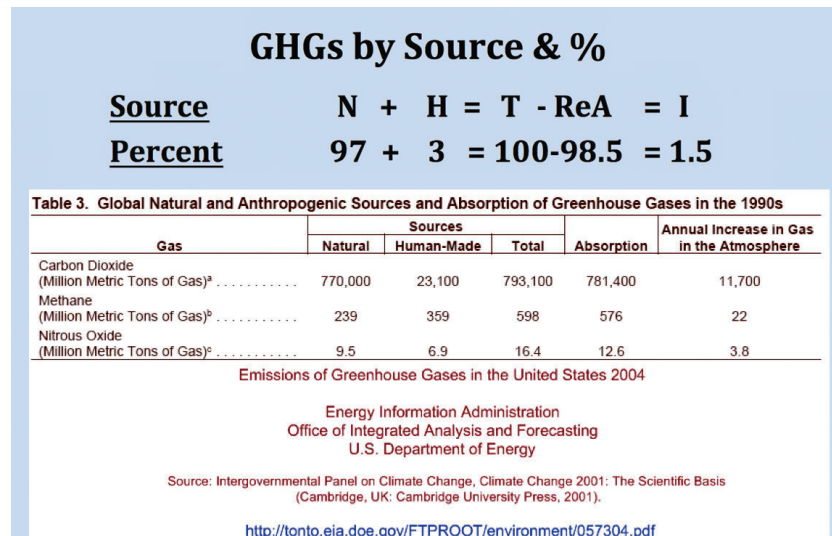 GHGs by Source & %
Source N + H = T - ReA = I
Percent 97 + 3 = 100-98.5 = 1.5
Table 3. Global Natural and Anthropogenic Sources and Absorption of Greenhouse Gases in the 1990s
Sources
Annual Increase in Gas
Gas Natural Human-Made Total Absorption in the Atmosphere
Carbon Dioxide
(Million Metric Tons of Gas)ᵃ . . . . . . . . . . . 770,000 23,100 793,100 781,400 11,700
Methane
(Million Metric Tons of Gas)ᵇ . . . . . . . . . . . 239 359 598 576 22
Nitrous Oxide
(Million Metric Tons of Gas)ᶜ . . . . . . . . . . . 9.5 6.9 16.4 12.6 3.8
Emissions of Greenhouse Gases in the United States 2004
Energy Information Administration
Office of Integrated Analysis and Forecasting
U.S. Department of Energy
Source: Intergovernmental Panel on Climate Change, Climate Change 2001: The Scientific Basis
(Cambridge, UK: Cambridge University Press, 2001).
http://tonto.eia.doe.gov/FTPROOT/environment/057304.pdf